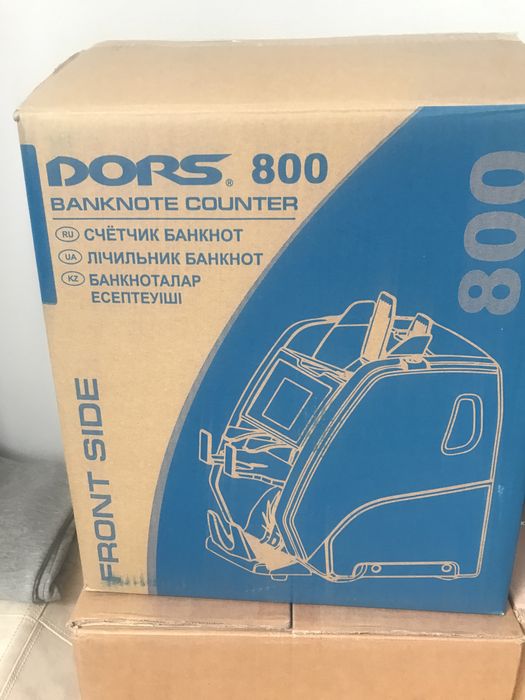 DORS® 800
BANKNOTE COUNTER
RU СЧЁТЧИК БАНКНОТ
UA ЛІЧИЛЬНИК БАНКНОТ
KZ БАНКНОТАЛАР
ЕСЕПТЕУІШІ
FRONT SIDE
800